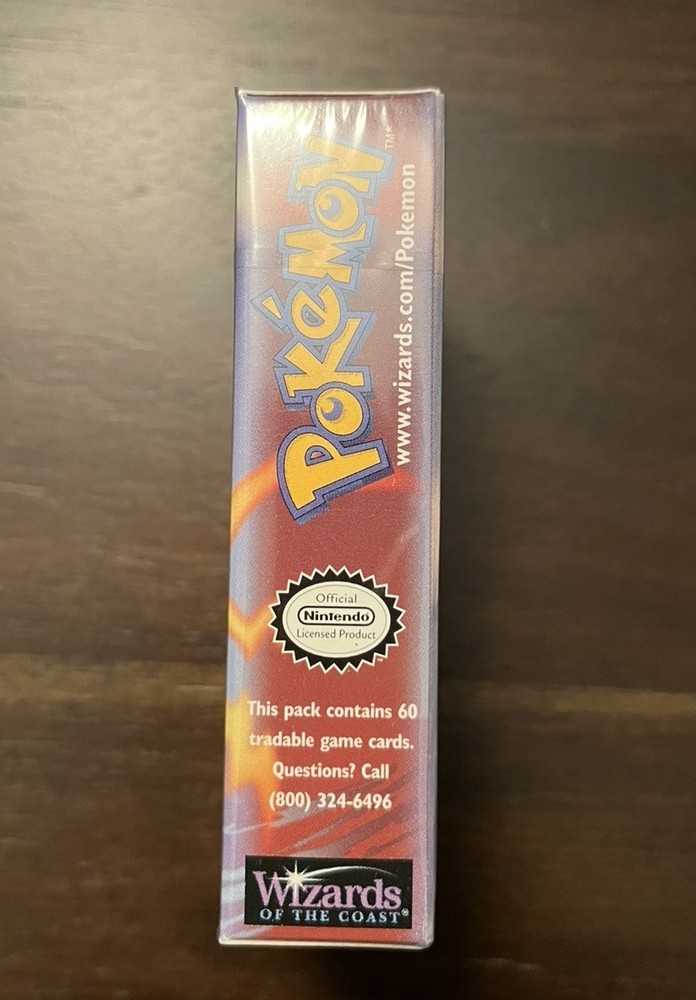 POKéMON TM
www.wizards.com/Pokemon
Official
Nintendo®
Licensed Product
This pack contains 60
tradable game cards.
Questions? Call
(800) 324-6496
Wizards
OF THE COAST®